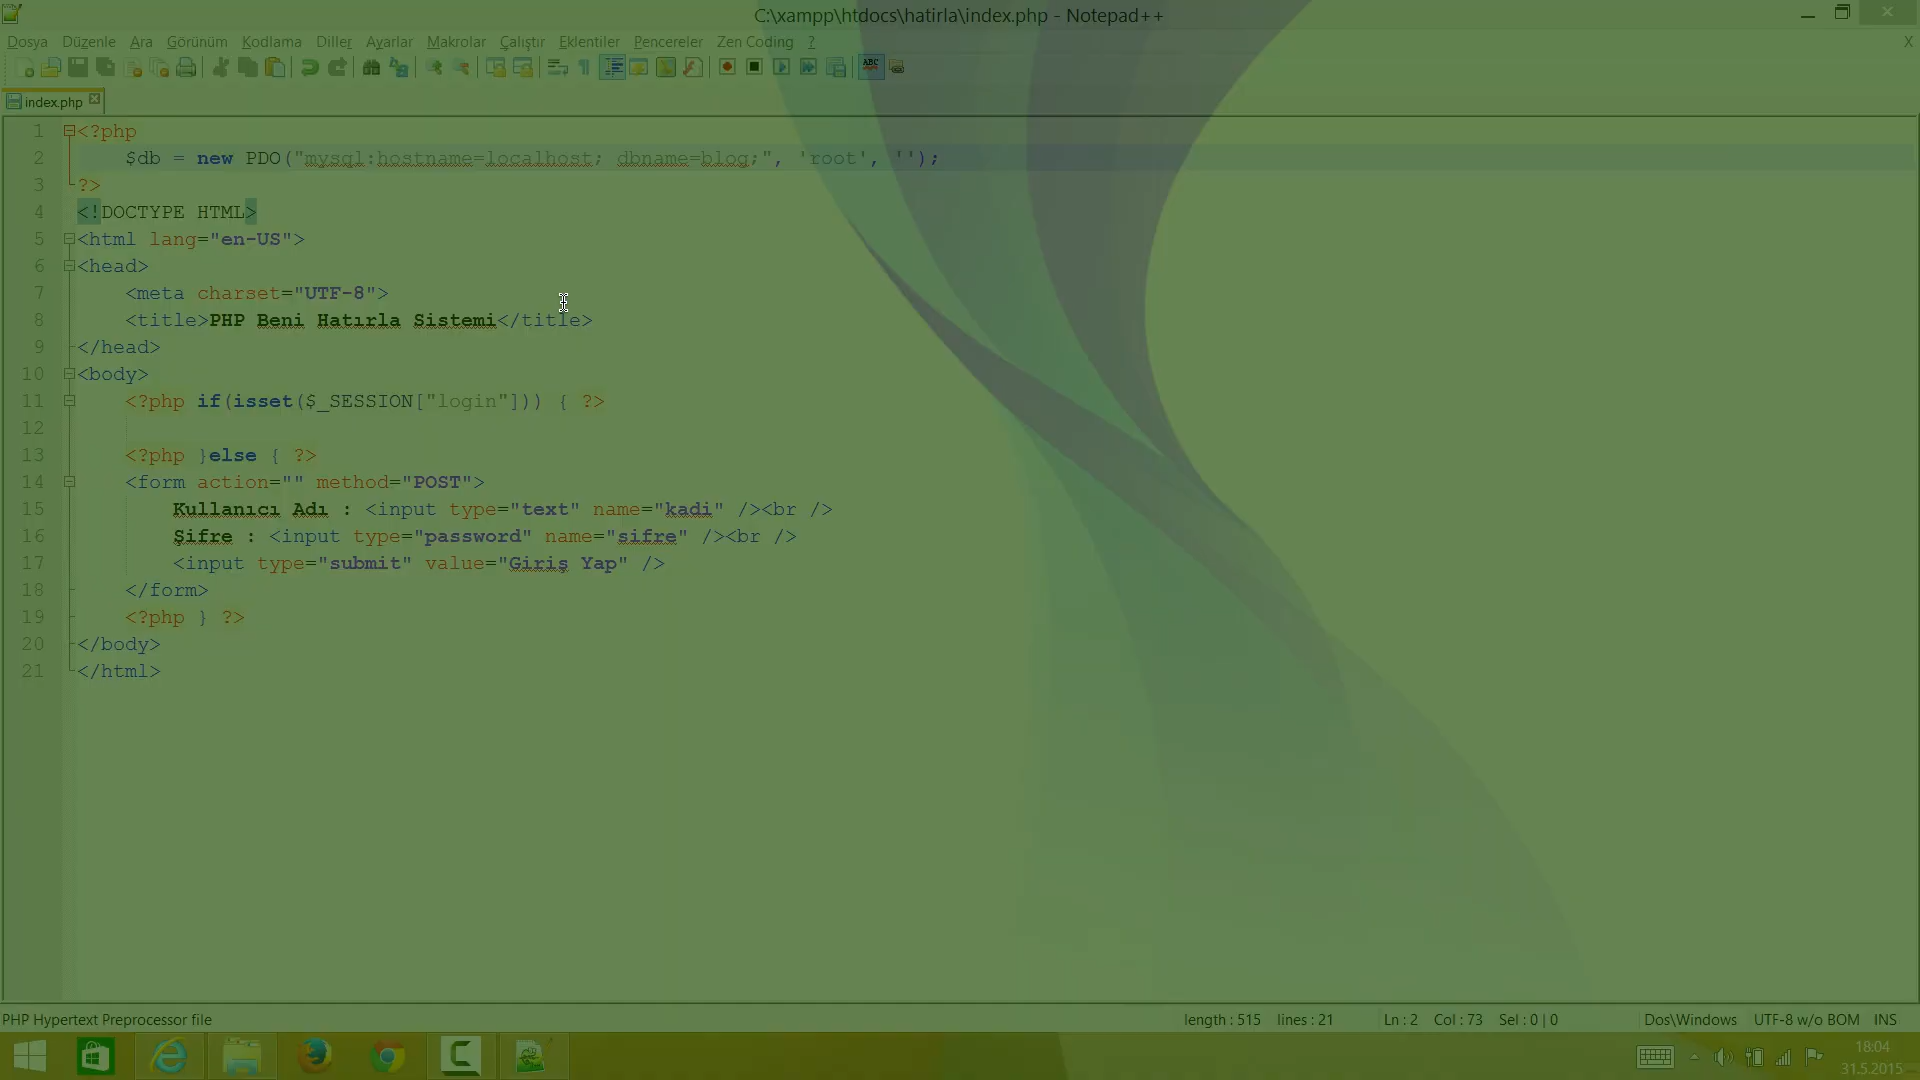 C:\xampp\htdocs\hatirla\index.php - Notepad++
Dosya Düzenle Ara Görünüm Kodlama Diller Ayarlar Makrolar Çalıştır Eklentiler Pencereler Zen Coding ? X
ABC
index.php
1 <?php
2 $db = new PDO("mysql:hostname=localhost; dbname=blog;", 'root', '');
3 ?>
4 <!DOCTYPE HTML>
5 <html lang="en-US">
6 <head>
7 <meta charset="UTF-8">
8 <title>PHP Beni Hatırla Sistemi</title>
9 </head>
10 <body>
11 <?php if(isset($_SESSION["login"])) { ?>
12
13 <?php }else { ?>
14 <form action="" method="POST">
15 Kullanıcı Adı : <input type="text" name="kadi" /><br />
16 Şifre : <input type="password" name="sifre" /><br />
17 <input type="submit" value="Giriş Yap" />
18 </form>
19 <?php } ?>
20 </body>
21 </html>
PHP Hypertext Preprocessor file length : 515 lines : 21 Ln : 2 Col : 73 Sel : 0 | 0 Dos\Windows UTF-8 w/o BOM INS
18:04
31.5.2015